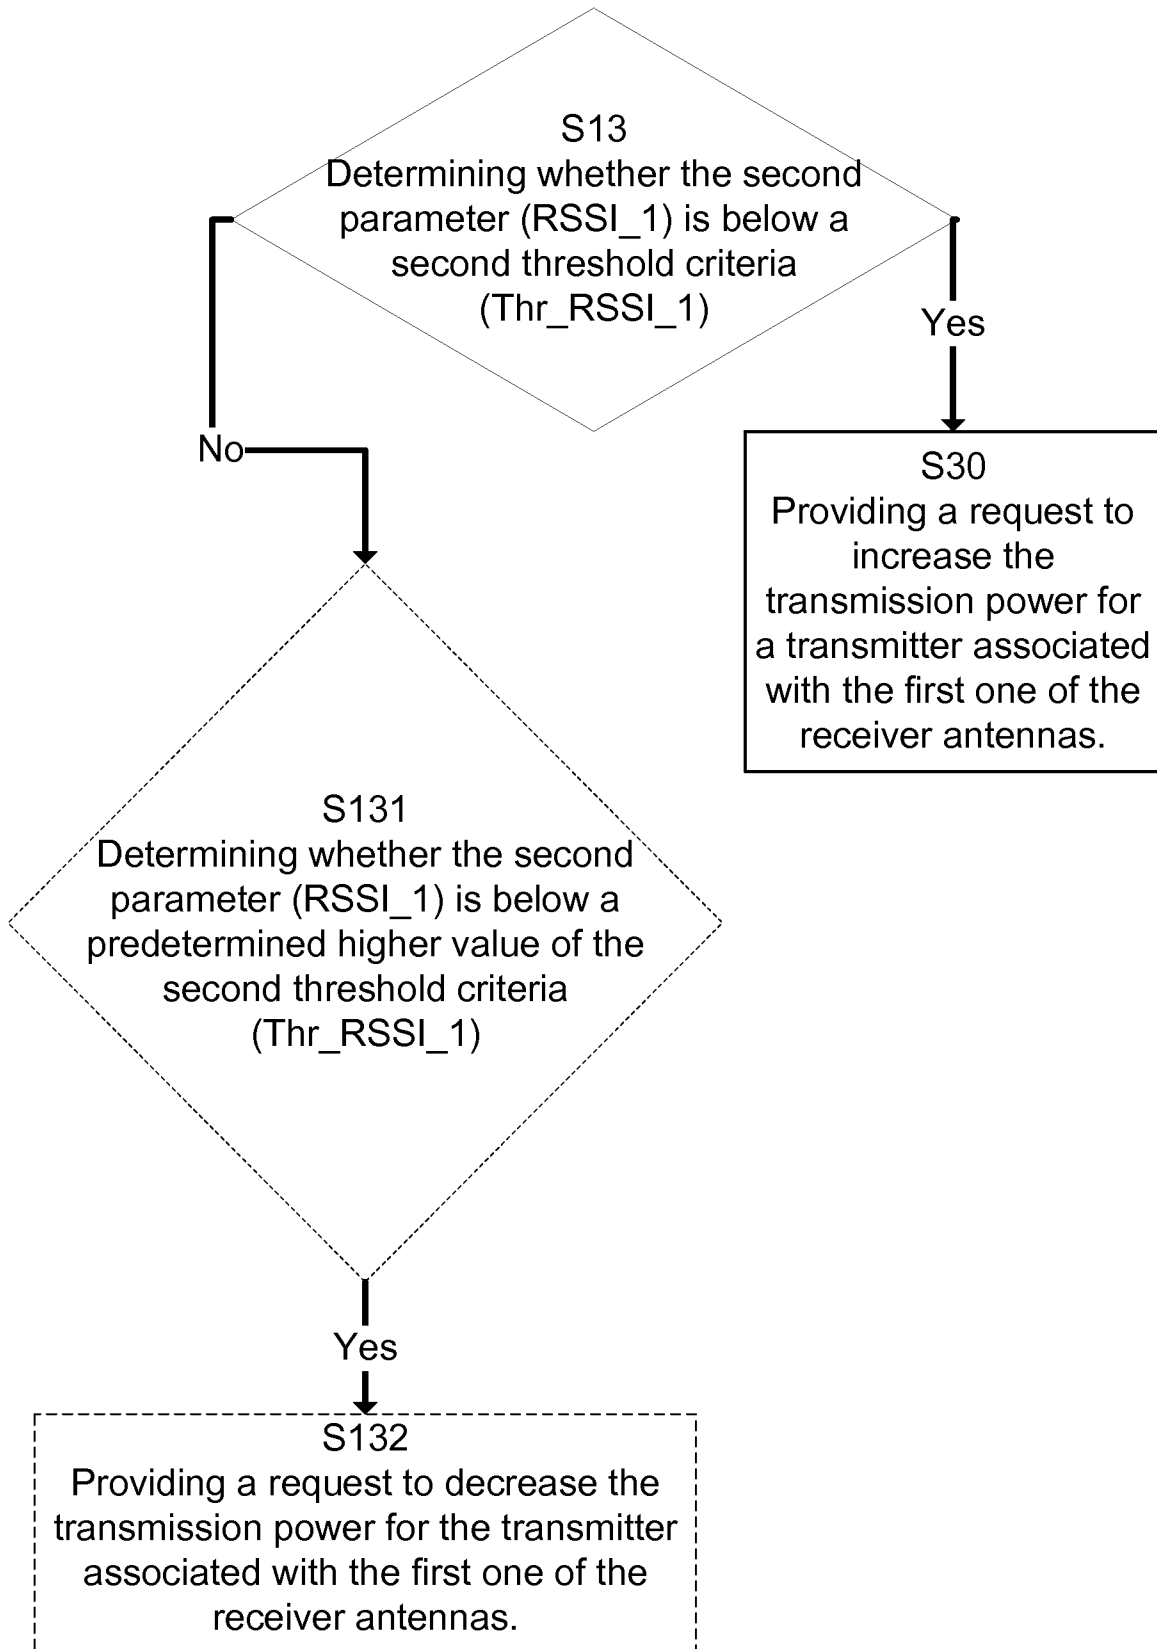 S13
Determining whether the second
parameter (RSSI_1) is below a
second threshold criteria
(Thr_RSSI_1)
Yes
No
S30
Providing a request to
increase the
transmission power for
a transmitter associated
with the first one of the
receiver antennas.
S131
Determining whether the second
parameter (RSSI_1) is below a
predetermined higher value of the
second threshold criteria
(Thr_RSSI_1)
Yes
S132
Providing a request to decrease the
transmission power for the transmitter
associated with the first one of the
receiver antennas.